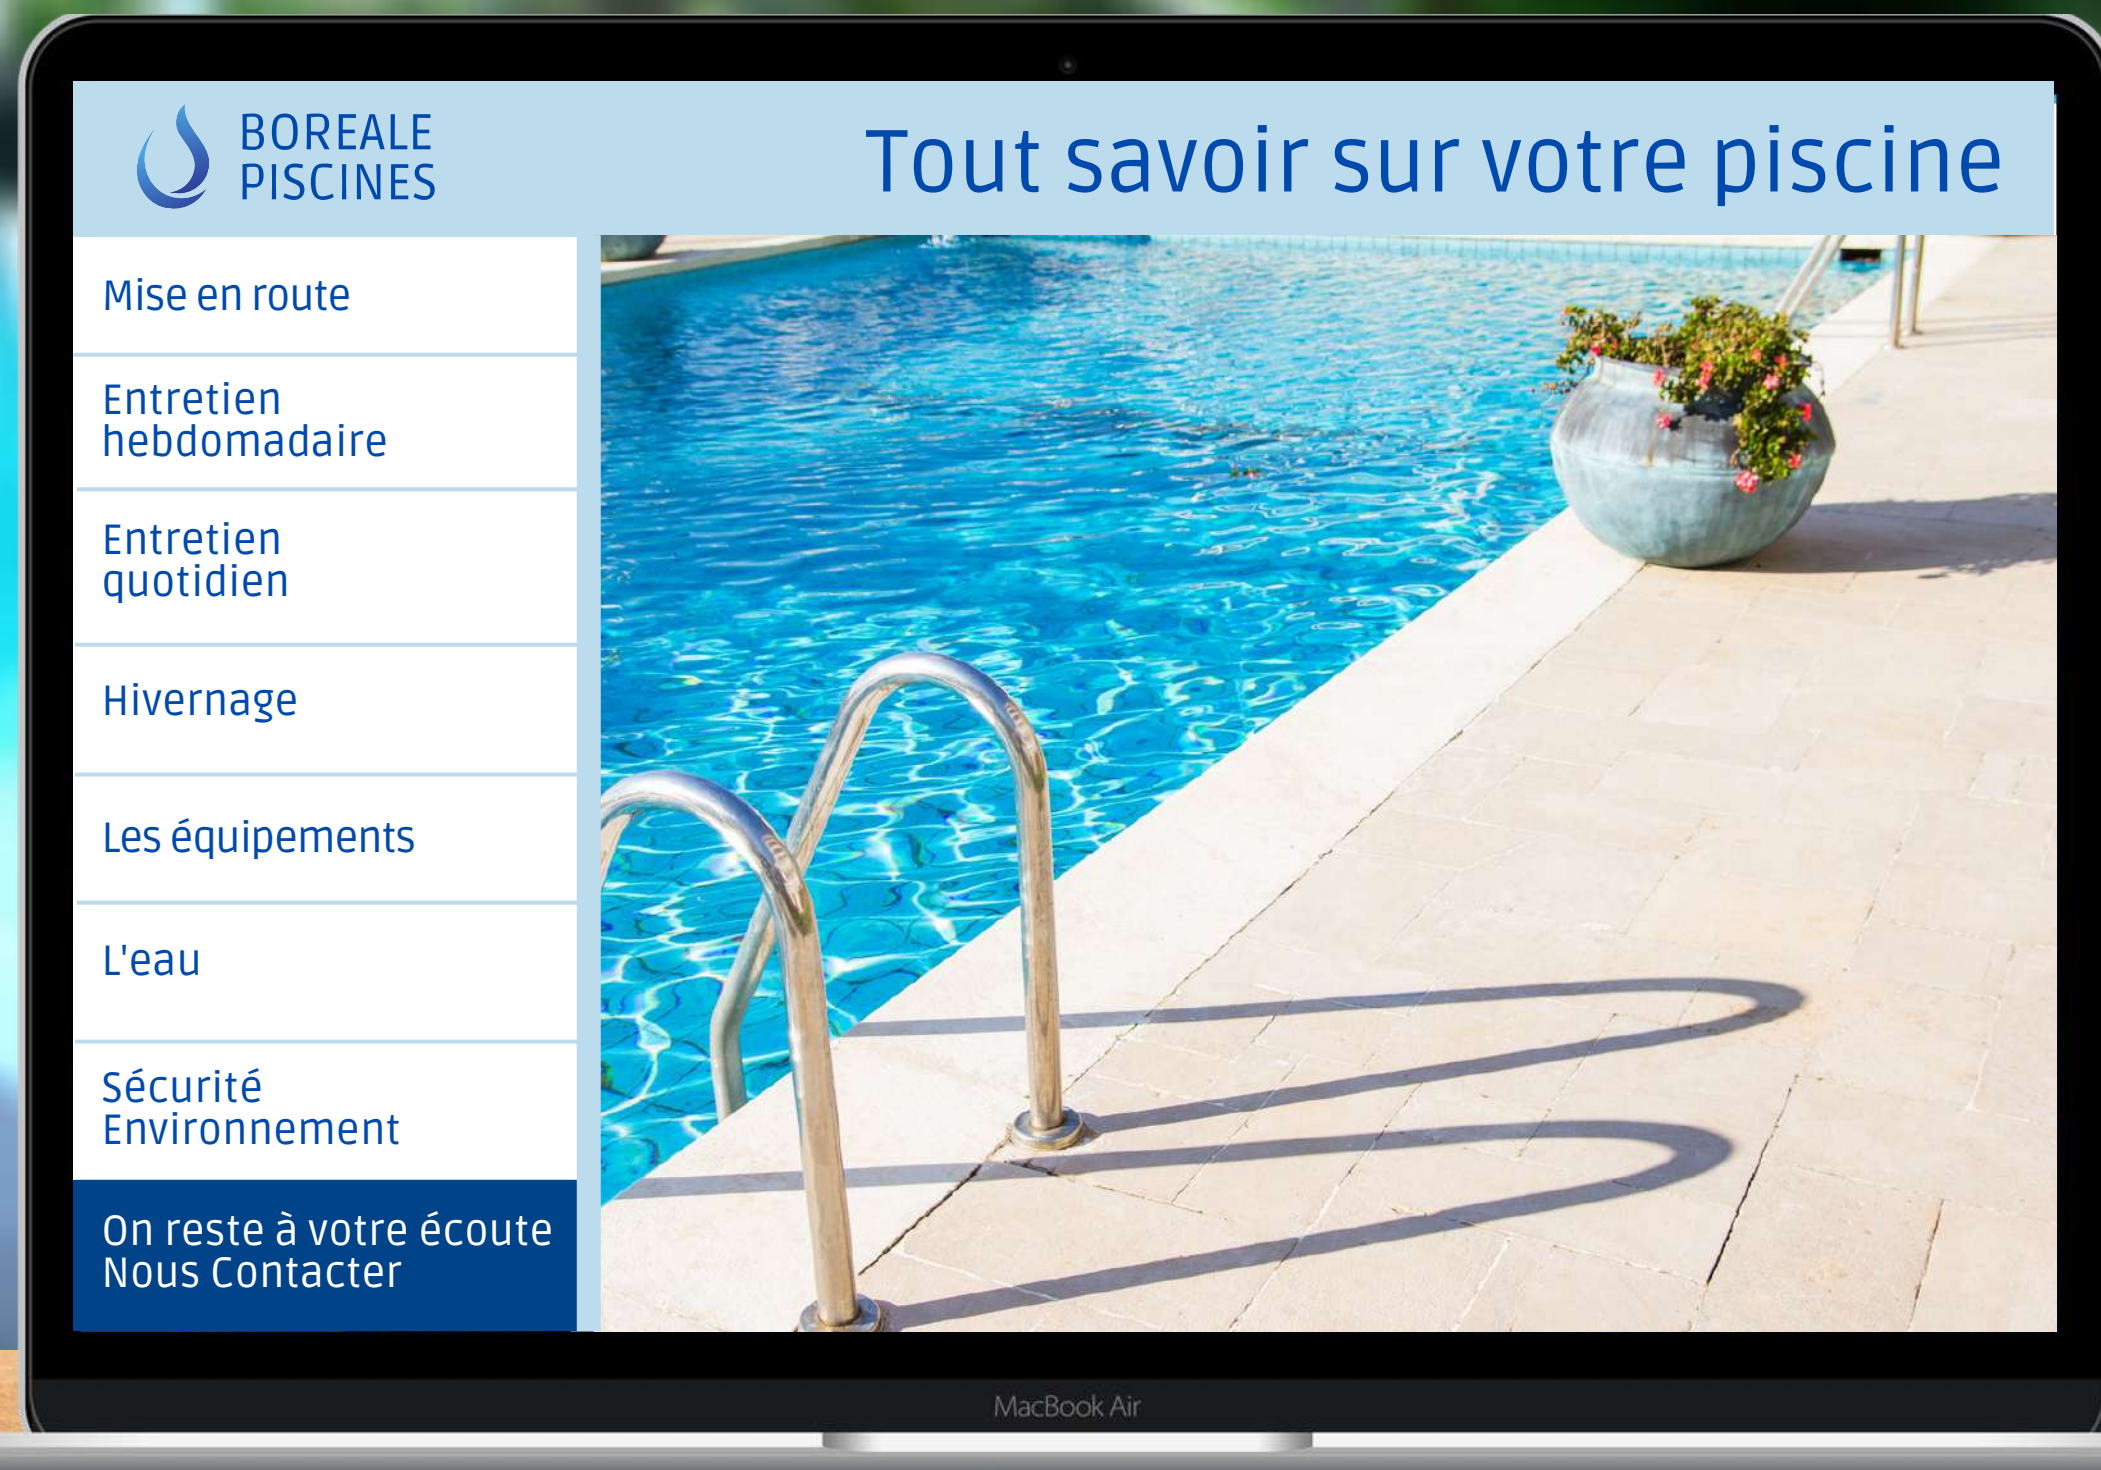 BOREALE
PISCINES
Tout savoir sur votre piscine
Mise en route
Entretien
hebdomadaire
Entretien
quotidien
Hivernage
Les équipements
L'eau
Sécurité
Environnement
On reste à votre écoute
Nous Contacter
MacBook Air